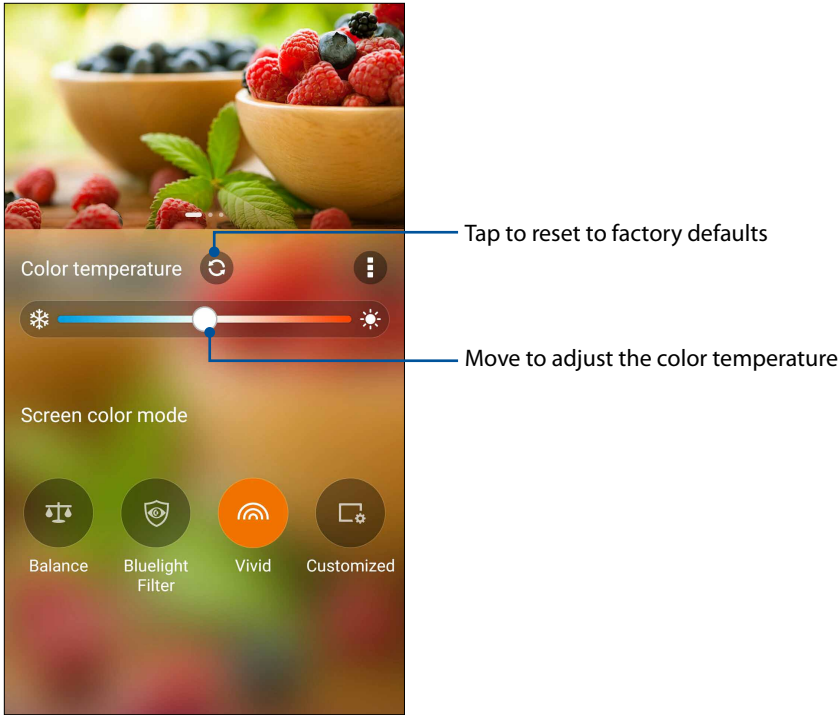 Tap to reset to factory defaults
Color temperature
Move to adjust the color temperature
Screen color mode
Balance
Bluelight
Filter
Vivid
Customized